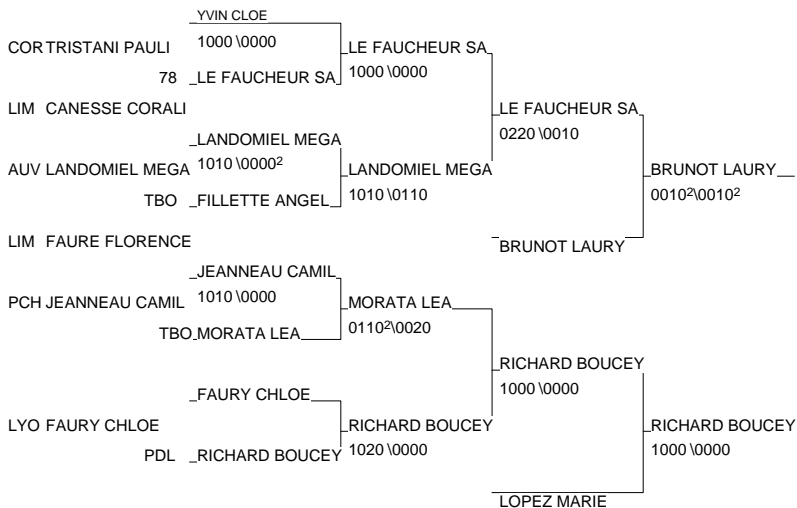 YVIN CLOE
COR TRISTANI PAULI 1000 \0000 LE FAUCHEUR SA
78 LE FAUCHEUR SA 1000 \0000
LIM CANESSE CORALI LE FAUCHEUR SA
LANDOMIEL MEGA 0220 \0010
AUV LANDOMIEL MEGA 1010 \0000² LANDOMIEL MEGA BRUNOT LAURY
TBO FILLETTE ANGEL 1010 \0110 0010²\0010²
LIM FAURE FLORENCE BRUNOT LAURY
JEANNEAU CAMIL
PCH JEANNEAU CAMIL 1010 \0000 MORATA LEA
TBO MORATA LEA 0110²\0020
RICHARD BOUCEY
FAURY CHLOE 1000 \0000
LYO FAURY CHLOE RICHARD BOUCEY RICHARD BOUCEY
PDL RICHARD BOUCEY 1020 \0000 1000 \0000
LOPEZ MARIE